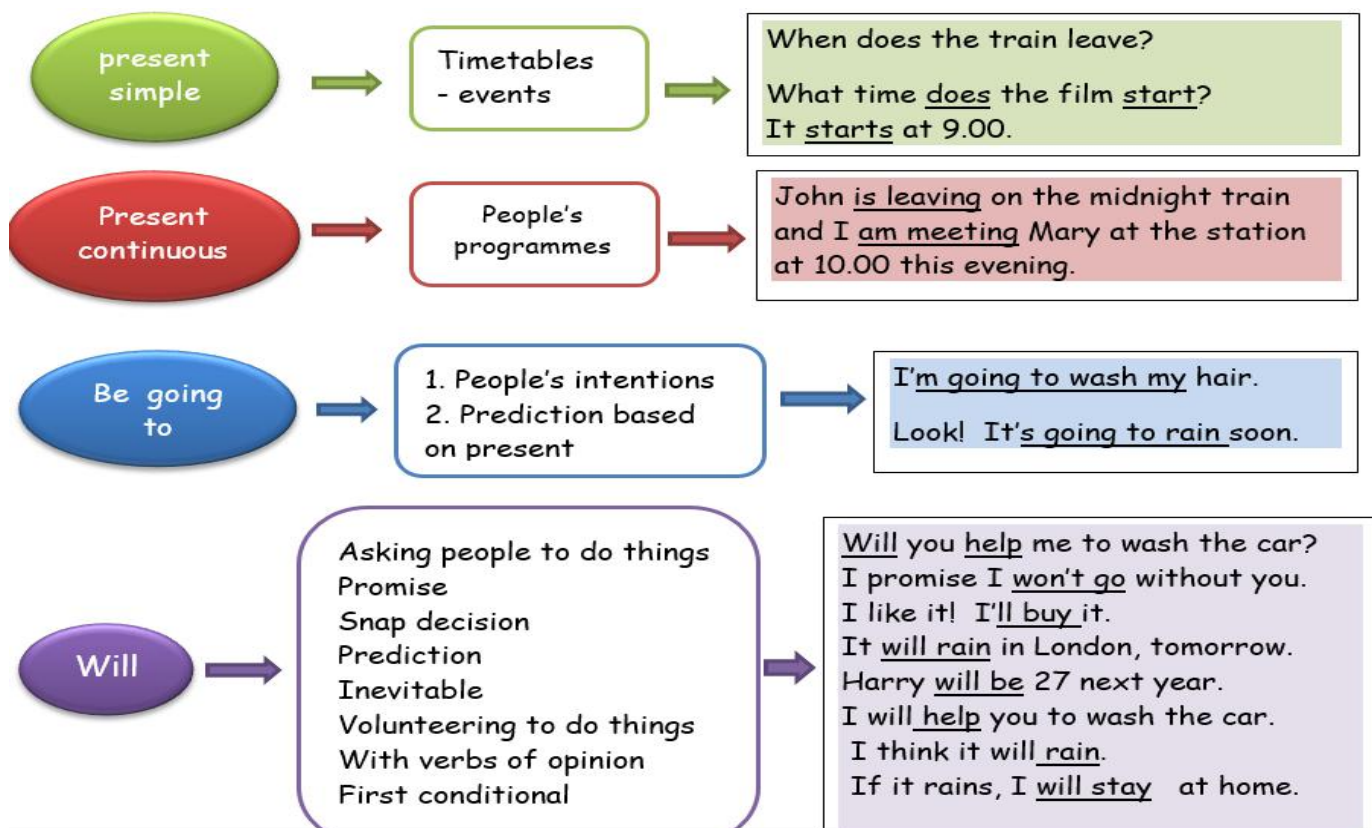 present
simple
Timetables
- events
When does the train leave?
What time does the film start?
It starts at 9.00.
Present
continuous
People's
programmes
John is leaving on the midnight train
and I am meeting Mary at the station
at 10.00 this evening.
Be going
to
1. People's intentions
2. Prediction based
on present
I'm going to wash my hair.
Look! It's going to rain soon.
Will
Asking people to do things
Promise
Snap decision
Prediction
Inevitable
Volunteering to do things
With verbs of opinion
First conditional
Will you help me to wash the car?
I promise I won't go without you.
I like it! I'll buy it.
It will rain in London, tomorrow.
Harry will be 27 next year.
I will help you to wash the car.
I think it will rain.
If it rains, I will stay at home.